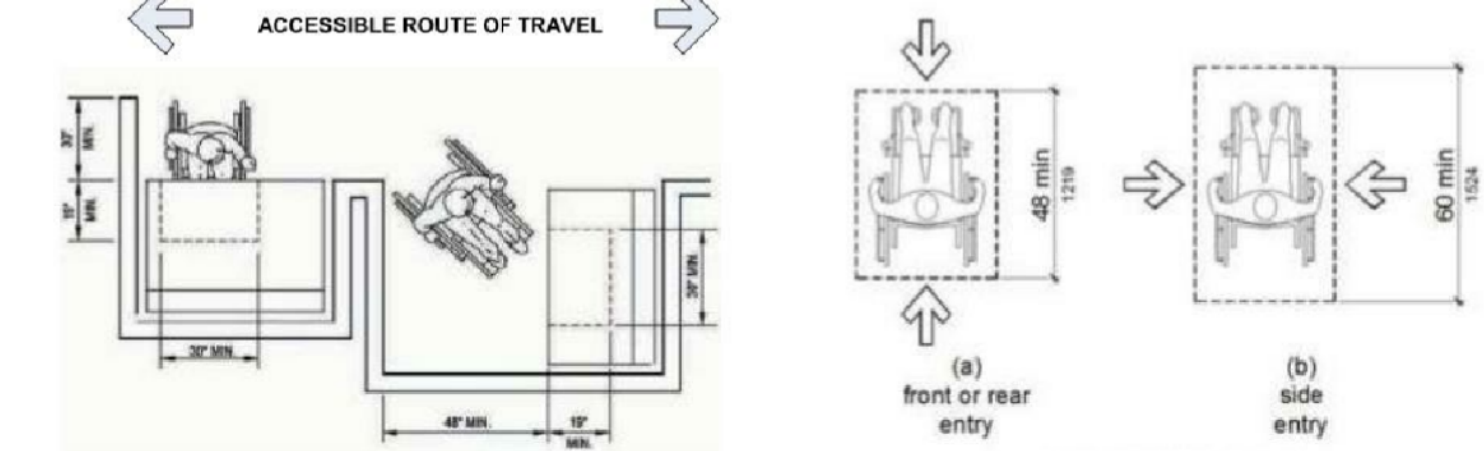 ACCESSIBLE ROUTE OF TRAVEL
30"
MIN.
19"
MIN.
30" MIN.
48" MIN.
19"
MIN.
MIN.
48 min
1219
60 min
1524
(a)
front or rear
entry
(b)
side
entry